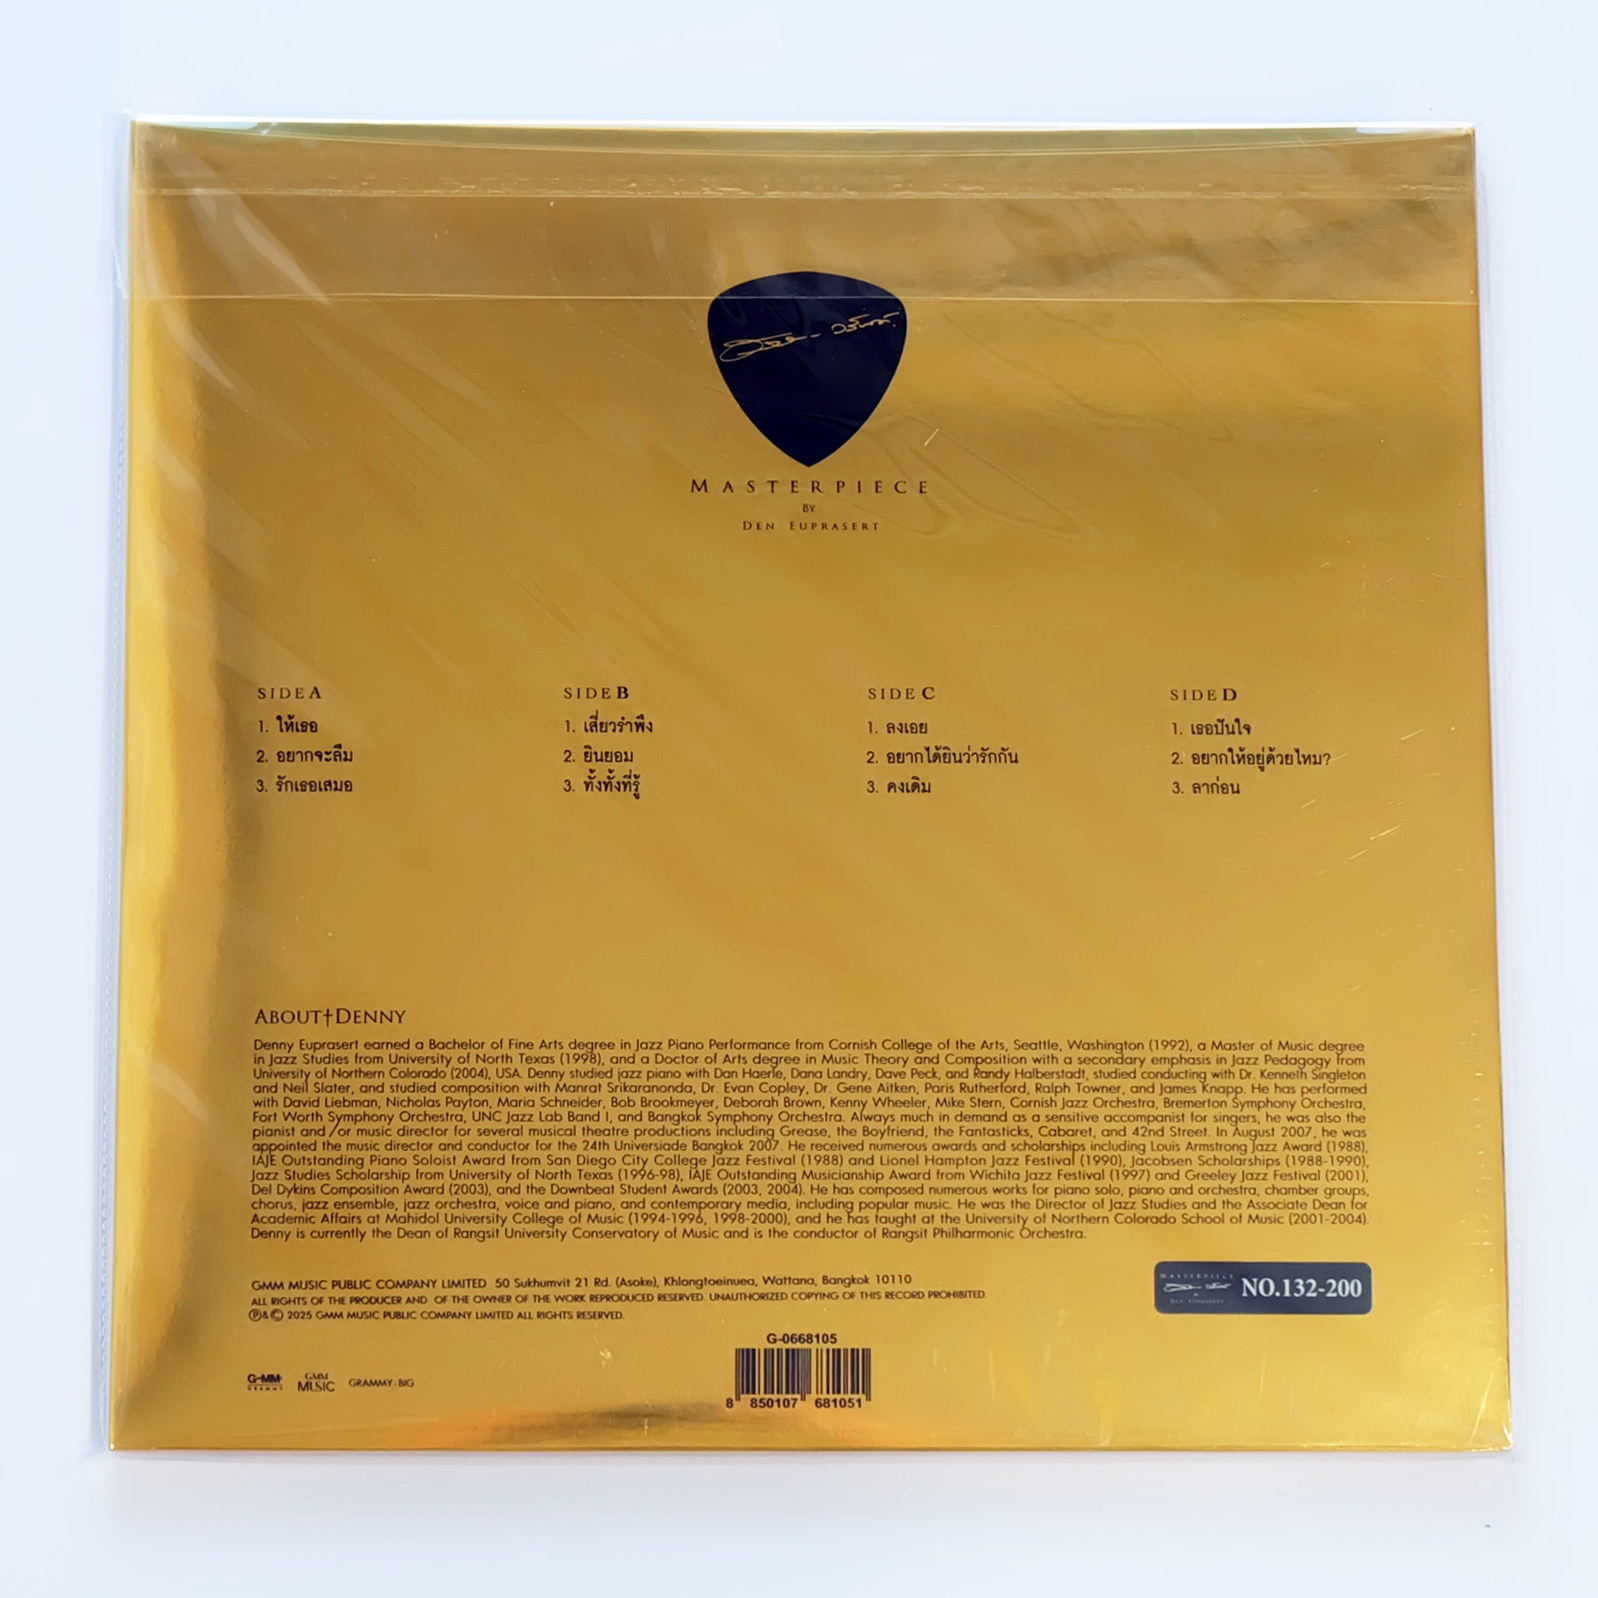 MASTERPIECE
BY
DEN EUPRASERT
SIDE A
1. ให้เธอ
2. อยากจะลืม
3. รักเธอเสมอ
SIDE B
1. เสี่ยวรำพึง
2. ยินยอม
3. ทั้งทั้งที่รู้
SIDE C
1. ลงเอย
2. อยากได้ยินว่ารักกัน
3. คงเดิม
SIDE D
1. เธอปันใจ
2. อยากให้อยู่ด้วยไหม?
3. ลาก่อน
ABOUT†DENNY
Denny Euprasert earned a Bachelor of Fine Arts degree in Jazz Piano Performance from Cornish College of the Arts, Seattle, Washington (1992), a Master of Music degree
in Jazz Studies from University of North Texas (1998), and a Doctor of Arts degree in Music Theory and Composition with a secondary emphasis in Jazz Pedagogy from
University of Northern Colorado (2004), USA. Denny studied jazz piano with Dan Haerle, Dana Landry, Dave Peck, and Randy Halberstadt, studied conducting with Dr. Kenneth Singleton
and Neil Slater, and studied composition with Manrat Srikaranonda, Dr. Evan Copley, Dr. Gene Aitken, Paris Rutherford, Ralph Towner, and James Knapp. He has performed
with David Liebman, Nicholas Payton, Maria Schneider, Bob Brookmeyer, Deborah Brown, Kenny Wheeler, Mike Stern, Cornish Jazz Orchestra, Bremerton Symphony Orchestra,
Fort Worth Symphony Orchestra, UNC Jazz Lab Band I, and Bangkok Symphony Orchestra. Always much in demand as a sensitive accompanist for singers, he was also the
pianist and /or music director for several musical theatre productions including Grease, the Boyfriend, the Fantasticks, Cabaret, and 42nd Street. In August 2007, he was
appointed the music director and conductor for the 24th Universiade Bangkok 2007. He received numerous awards and scholarships including Louis Armstrong Jazz Award (1988),
IAJE Outstanding Piano Soloist Award from San Diego City College Jazz Festival (1988) and Lionel Hampton Jazz Festival (1990), Jacobsen Scholarships (1988-1990),
Jazz Studies Scholarship from University of North Texas (1996-98), IAJE Outstanding Musicianship Award from Wichita Jazz Festival (1997) and Greeley Jazz Festival (2001),
Del Dykins Composition Award (2003), and the Downbeat Student Awards (2003, 2004). He has composed numerous works for piano solo, piano and orchestra, chamber groups,
chorus, jazz ensemble, jazz orchestra, voice and piano, and contemporary media, including popular music. He was the Director of Jazz Studies and the Associate Dean for
Academic Affairs at Mahidol University College of Music (1994-1996, 1998-2000), and he has taught at the University of Northern Colorado School of Music (2001-2004).
Denny is currently the Dean of Rangsit University Conservatory of Music and is the conductor of Rangsit Philharmonic Orchestra.
GMM MUSIC PUBLIC COMPANY LIMITED 50 Sukhumvit 21 Rd. (Asoke), Khlongtoeinuea, Wattana, Bangkok 10110
ALL RIGHTS OF THE PRODUCER AND OF THE OWNER OF THE WORK REPRODUCED RESERVED. UNAUTHORIZED COPYING OF THIS RECORD PROHIBITED.
℗&© 2025 GMM MUSIC PUBLIC COMPANY LIMITED ALL RIGHTS RESERVED.
MASTERPIECE
BY
DEN EUPRASERT
NO.132-200
G-0668105
8 850107 681051
G-MM GRAMMY
GMM MUSIC
GRAMMY·BIG